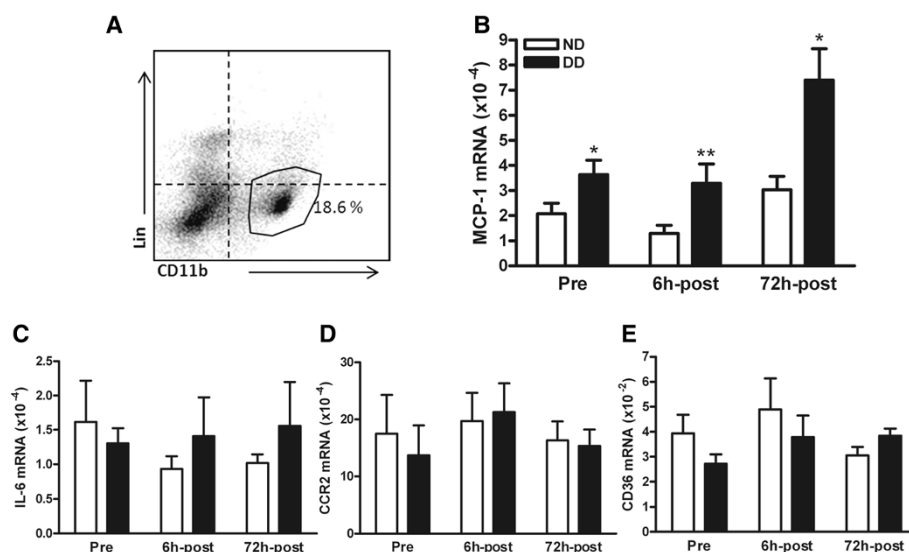 A
Lin
CD11b
18.6 %
B
ND
DD
MCP-1 mRNA (x10⁻⁴)
9
8
7
6
5
4
3
2
1
0
*
**
*
Pre 6h-post 72h-post
C
IL-6 mRNA (x10⁻⁴)
2.5
2.0
1.5
1.0
0.5
0.0
Pre 6h-post 72h-post
D
CCR2 mRNA (x10⁻⁴)
30
20
10
0
Pre 6h-post 72h-post
E
CD36 mRNA (x10⁻²)
7
6
5
4
3
2
1
0
Pre 6h-post 72h-post